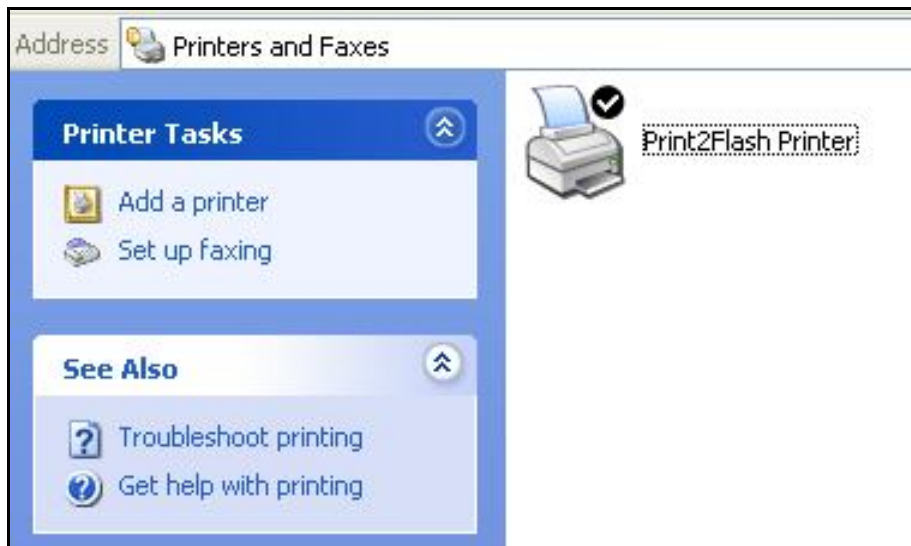 Address Printers and Faxes
Printer Tasks
Add a printer
Set up faxing
See Also
Troubleshoot printing
Get help with printing
Print2Flash Printer